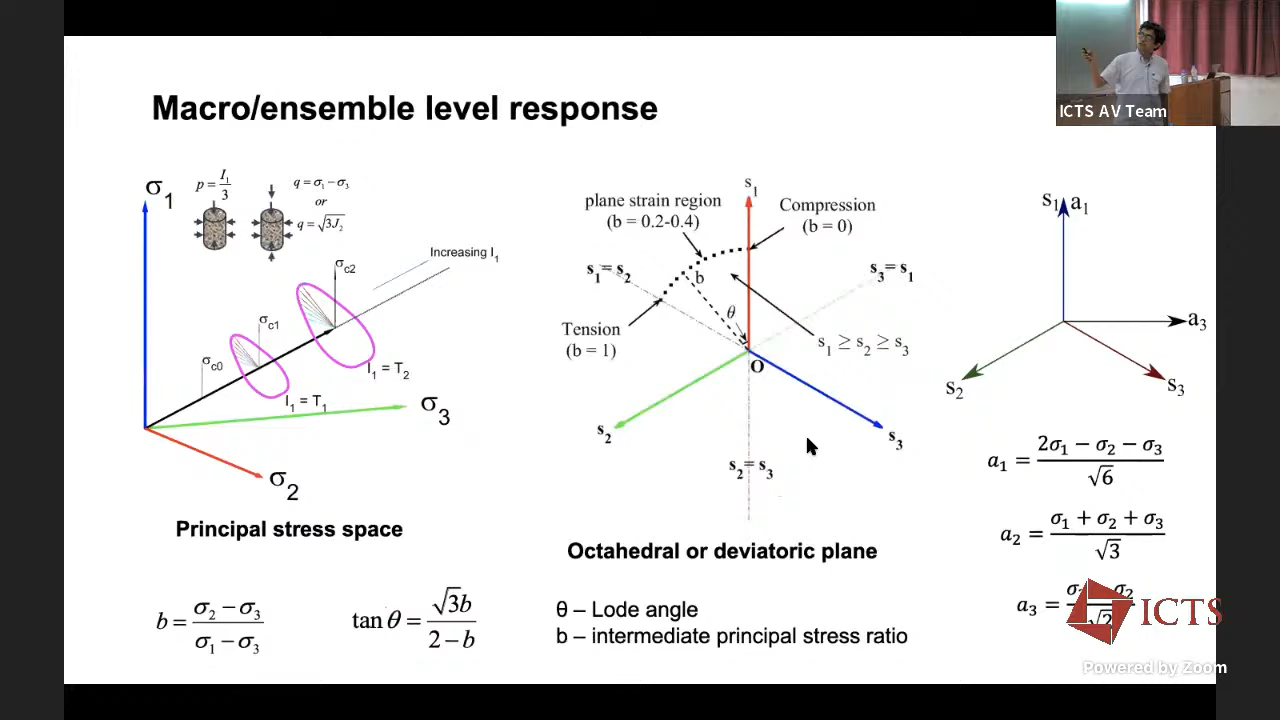 ICTS AV Team
Macro/ensemble level response
σ1
p = I1/3
q = σ1 − σ3
or
q = √3J2
Increasing I1
σc2
σc1
σc0
I1 = T2
I1 = T1
σ3
σ2
Principal stress space
b = (σ2 − σ3)/(σ1 − σ3)
tan θ = √3b/(2 − b)
s1
plane strain region
(b = 0.2-0.4)
Compression
(b = 0)
s1 = s2
b
s3 = s1
θ
Tension
(b = 1)
s1 ≥ s2 ≥ s3
O
s2
s3
s2 = s3
Octahedral or deviatoric plane
θ – Lode angle
b – intermediate principal stress ratio
s1 a1
a3
s2
s3
a1 = (2σ1 − σ2 − σ3)/√6
a2 = (σ1 + σ2 + σ3)/√3
a3 =
ICTS
Powered by Zoom